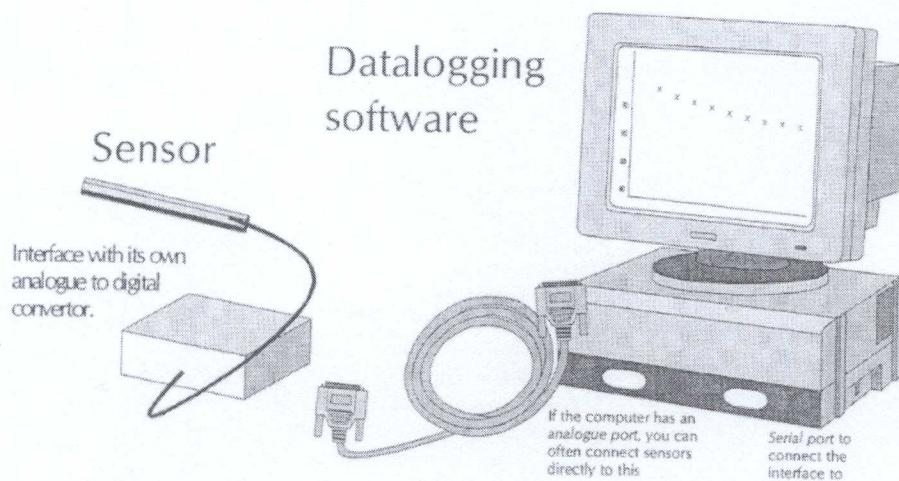 Datalogging
software
Sensor
Interface with its own
analogue to digital
convertor.
If the computer has an
analogue port, you can
often connect sensors
directly to this
Serial port to
connect the
interface to